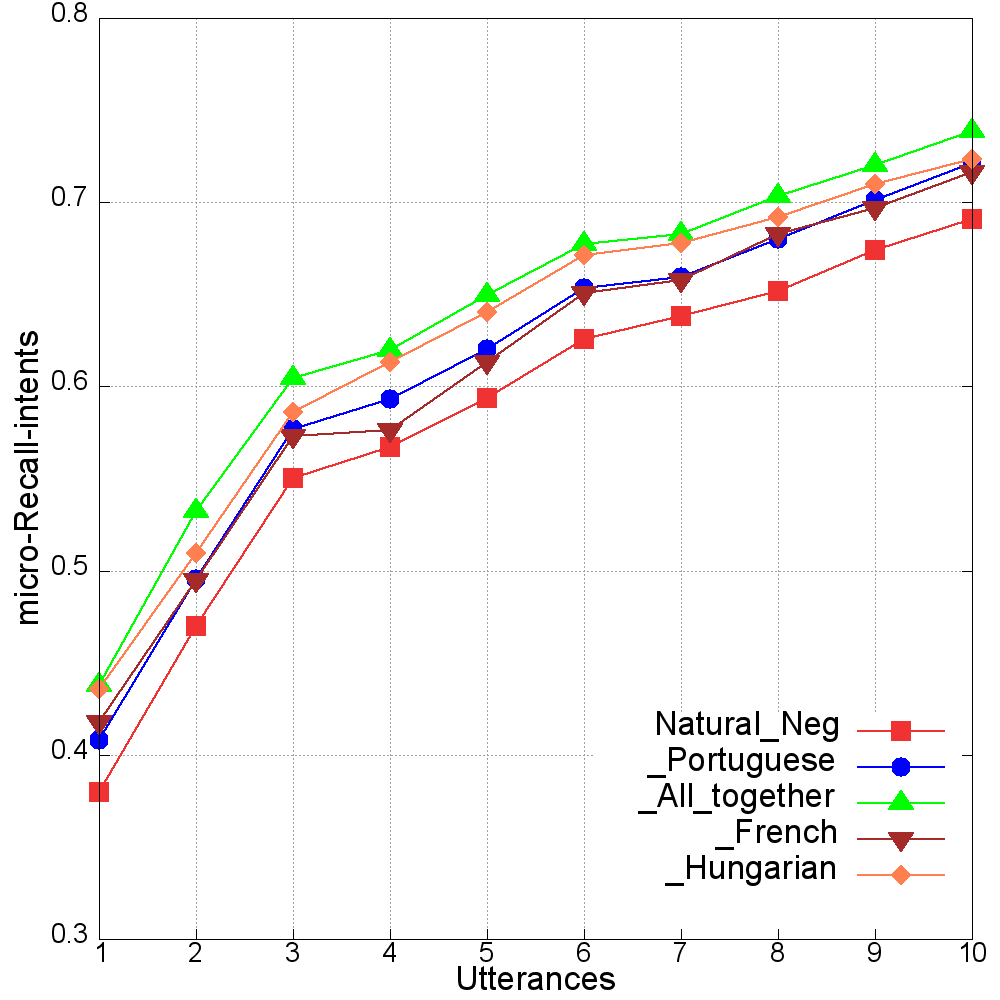 0.8
0.7
0.6
0.5
0.4
0.3
micro-Recall-intents
Natural_Neg
_Portuguese
_All_together
_French
_Hungarian
1 2 3 4 5 6 7 8 9 10
Utterances